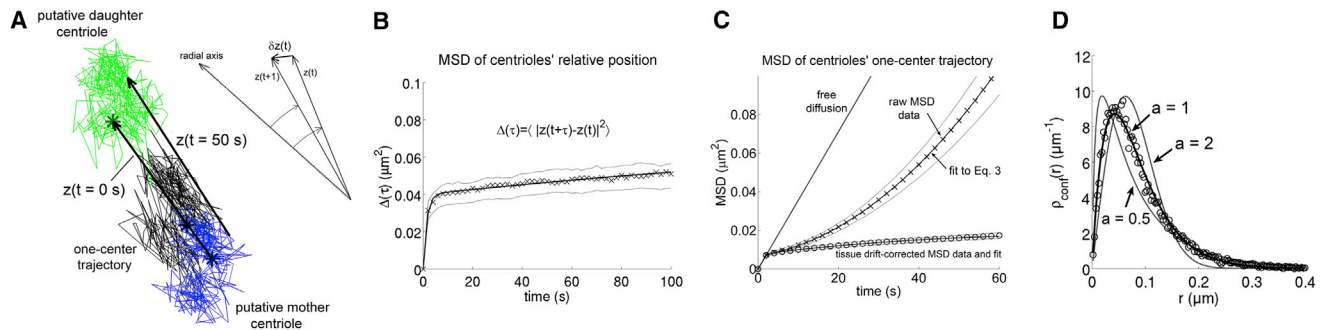 A
putative daughter
centriole
radial axis
δz(t)
z(t+1)
z(t)
z(t = 50 s)
z(t = 0 s)
one-center
trajectory
putative mother
centriole
B
MSD of centrioles' relative position
Δ(τ)=⟨ |z(t+τ)-z(t)|²⟩
Δ(τ) (μm²)
0.1
0.08
0.06
0.04
0.02
0
0 20 40 60 80 100
time (s)
C
MSD of centrioles' one-center trajectory
free
diffusion
raw MSD
data
fit to Eq. 3
tissue drift-corrected MSD data and fit
MSD (μm²)
0.08
0.06
0.04
0.02
0
0 10 20 30 40 50 60
time (s)
D
ρconf(r) (μm⁻¹)
12
10
8
6
4
2
0
a = 1
a = 2
a = 0.5
0 0.1 0.2 0.3 0.4
r (μm)